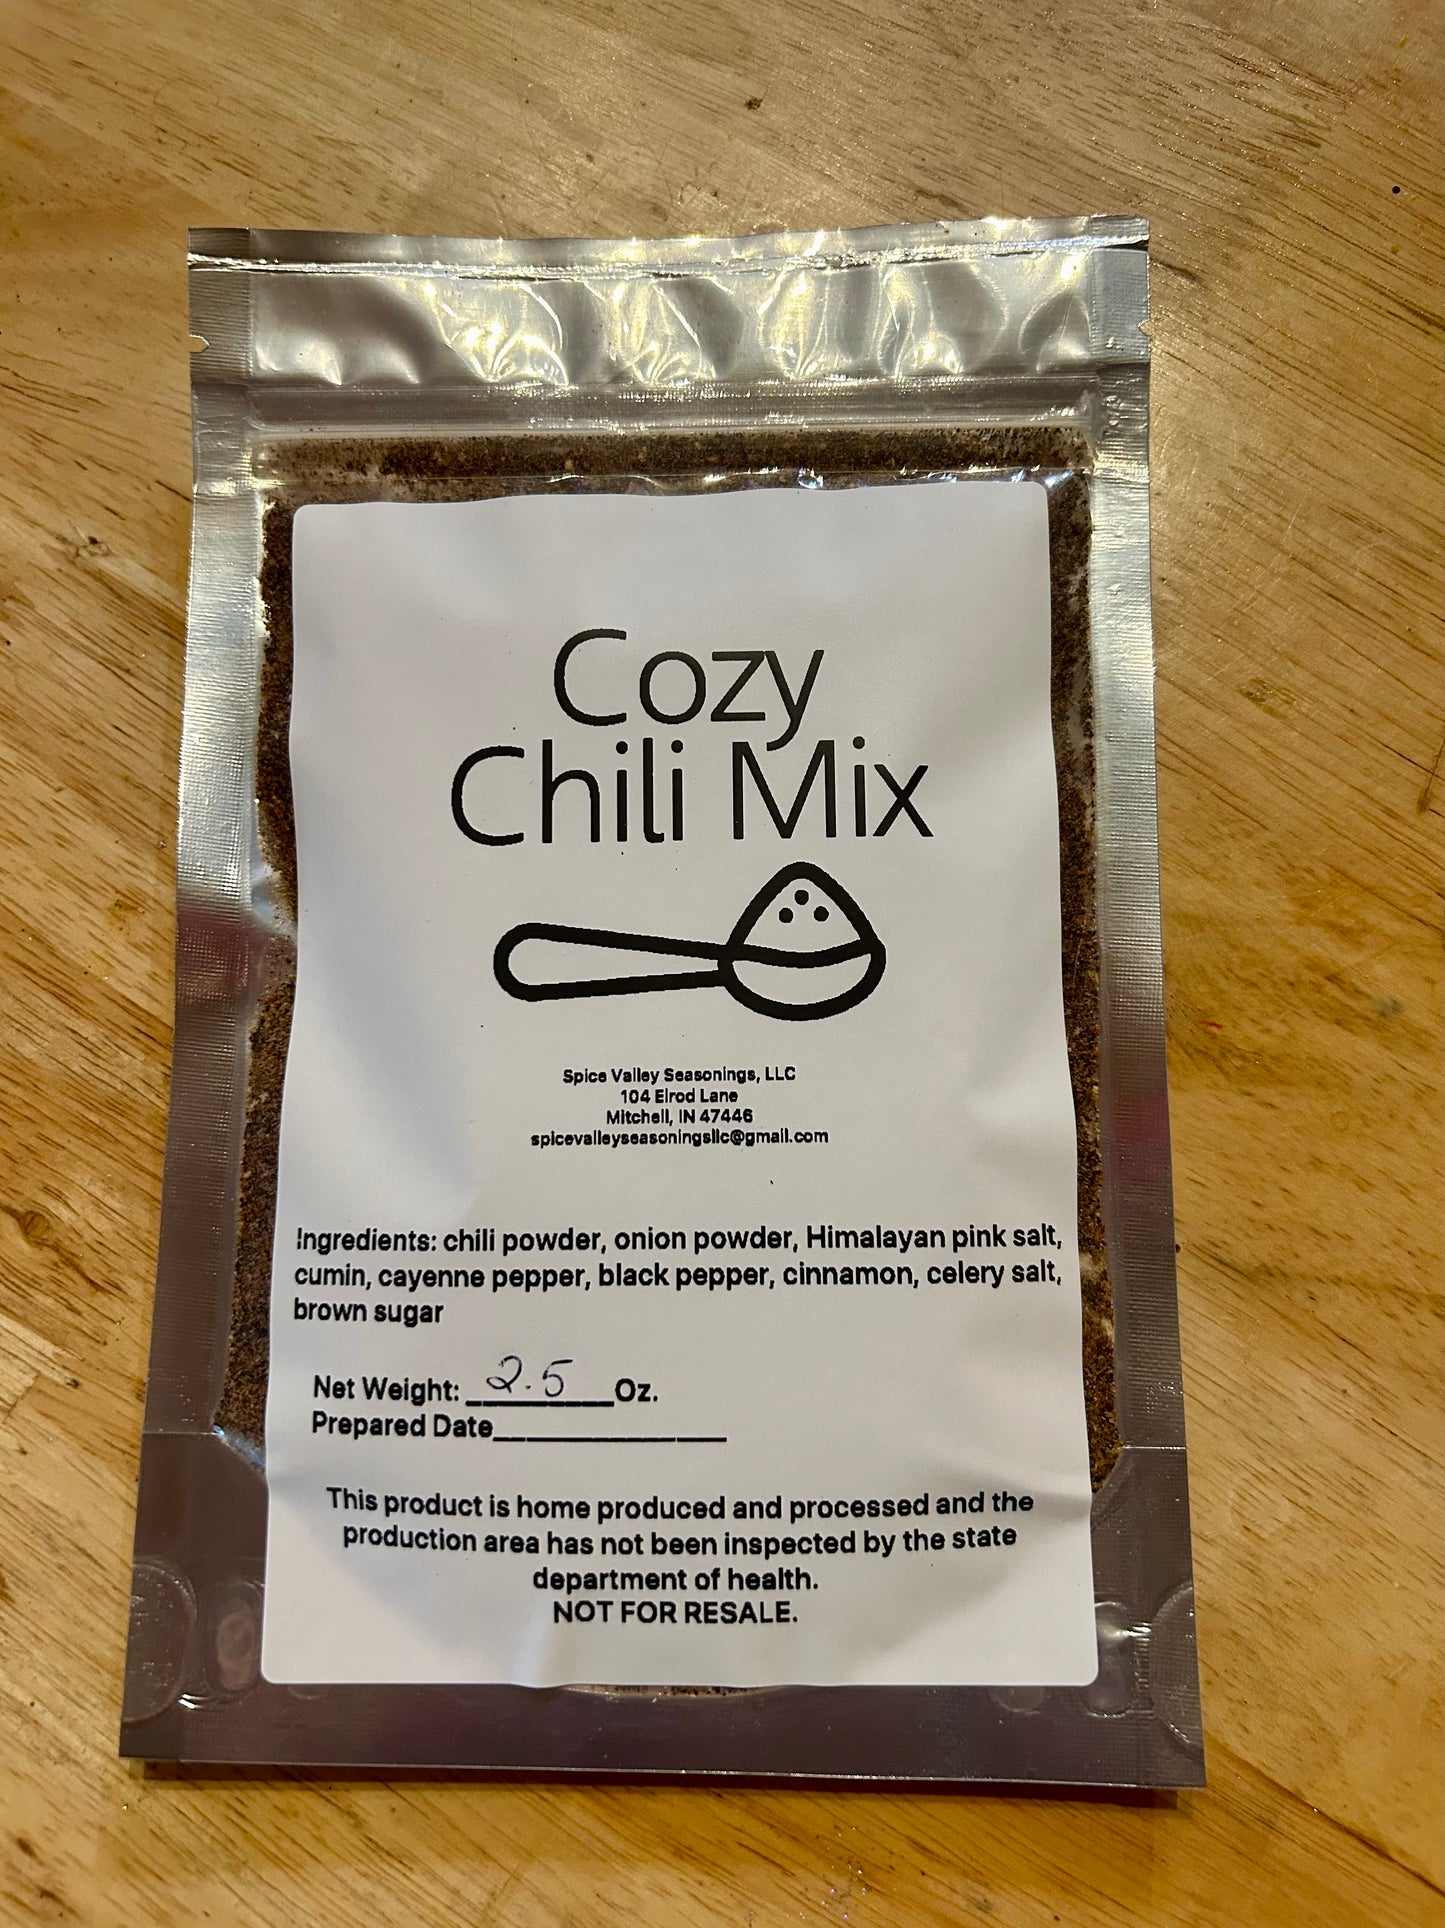 Cozy
Chili Mix
Spice Valley Seasonings, LLC
104 Elrod Lane
Mitchell, IN 47446
spicevalleyseasoningsllc@gmail.com
Ingredients: chili powder, onion powder, Himalayan pink salt,
cumin, cayenne pepper, black pepper, cinnamon, celery salt,
brown sugar
Net Weight: 2.5 Oz.
Prepared Date
This product is home produced and processed and the
production area has not been inspected by the state
department of health.
NOT FOR RESALE.